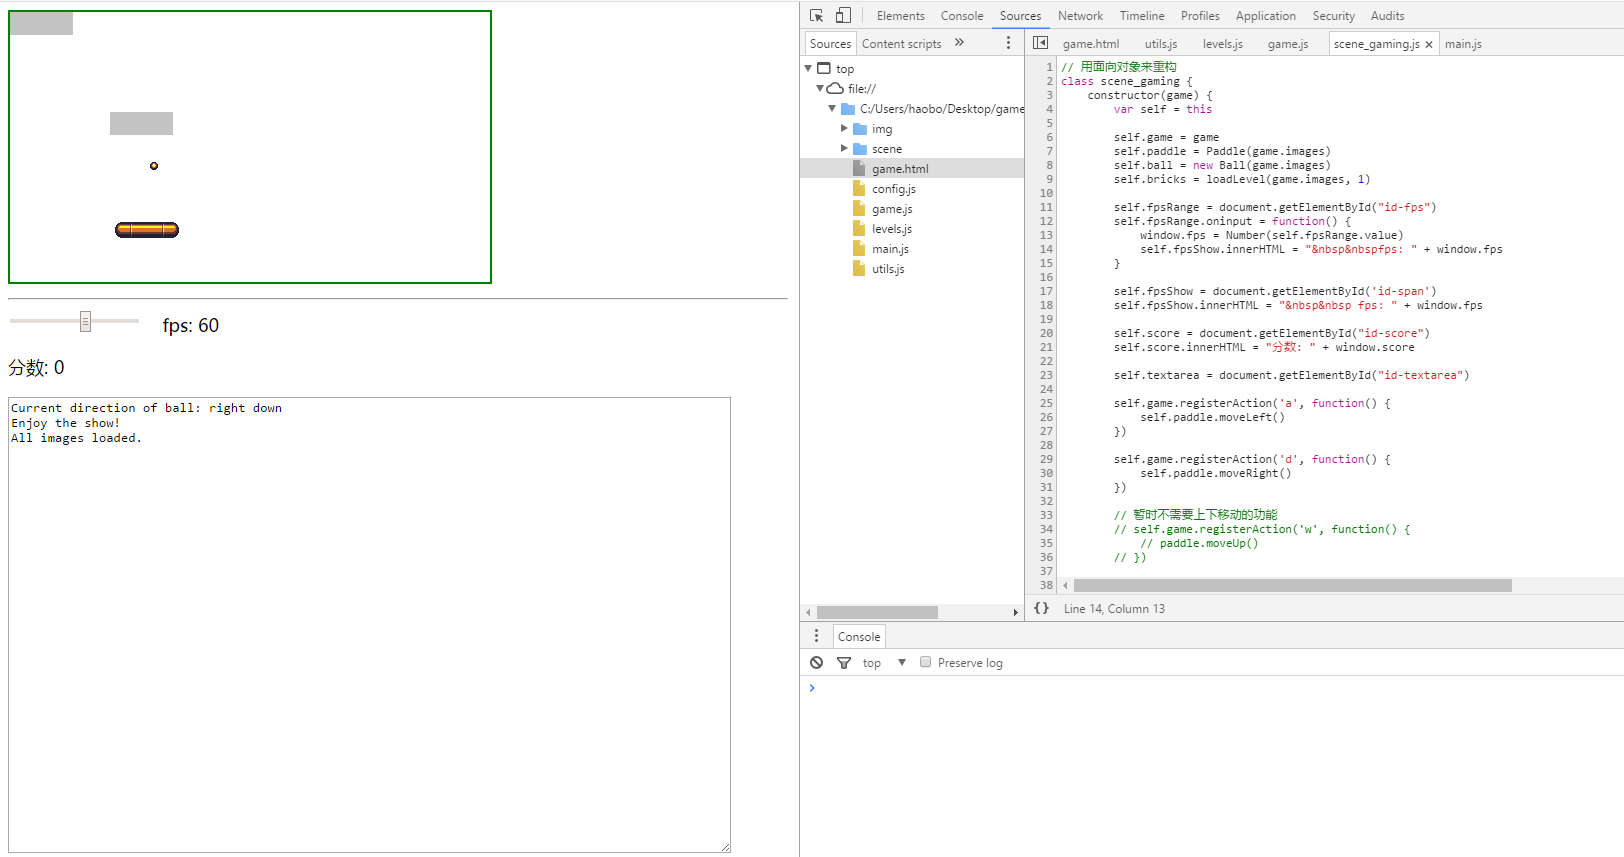 fps: 60
分数: 0
Current direction of ball: right down
Enjoy the show!
All images loaded.
Elements Console Sources Network Timeline Profiles Application Security Audits
Sources Content scripts »
game.html utils.js levels.js game.js scene_gaming.js × main.js
top
file://
C:/Users/haobo/Desktop/game
img
scene
game.html
config.js
game.js
levels.js
main.js
utils.js
1 // 用面向对象来重构
2 class scene_gaming {
3     constructor(game) {
4         var self = this
5
6         self.game = game
7         self.paddle = Paddle(game.images)
8         self.ball = new Ball(game.images)
9         self.bricks = loadLevel(game.images, 1)
10
11         self.fpsRange = document.getElementById("id-fps")
12         self.fpsRange.oninput = function() {
13             window.fps = Number(self.fpsRange.value)
14             self.fpsShow.innerHTML = "&nbsp&nbspfps: " + window.fps
15         }
16
17         self.fpsShow = document.getElementById('id-span')
18         self.fpsShow.innerHTML = "&nbsp&nbsp fps: " + window.fps
19
20         self.score = document.getElementById("id-score")
21         self.score.innerHTML = "分数: " + window.score
22
23         self.textarea = document.getElementById("id-textarea")
24
25         self.game.registerAction('a', function() {
26             self.paddle.moveLeft()
27         })
28
29         self.game.registerAction('d', function() {
30             self.paddle.moveRight()
31         })
32
33         // 暂时不需要上下移动的功能
34         // self.game.registerAction('w', function() {
35             // paddle.moveUp()
36         // })
37
38
{} Line 14, Column 13
Console
top Preserve log